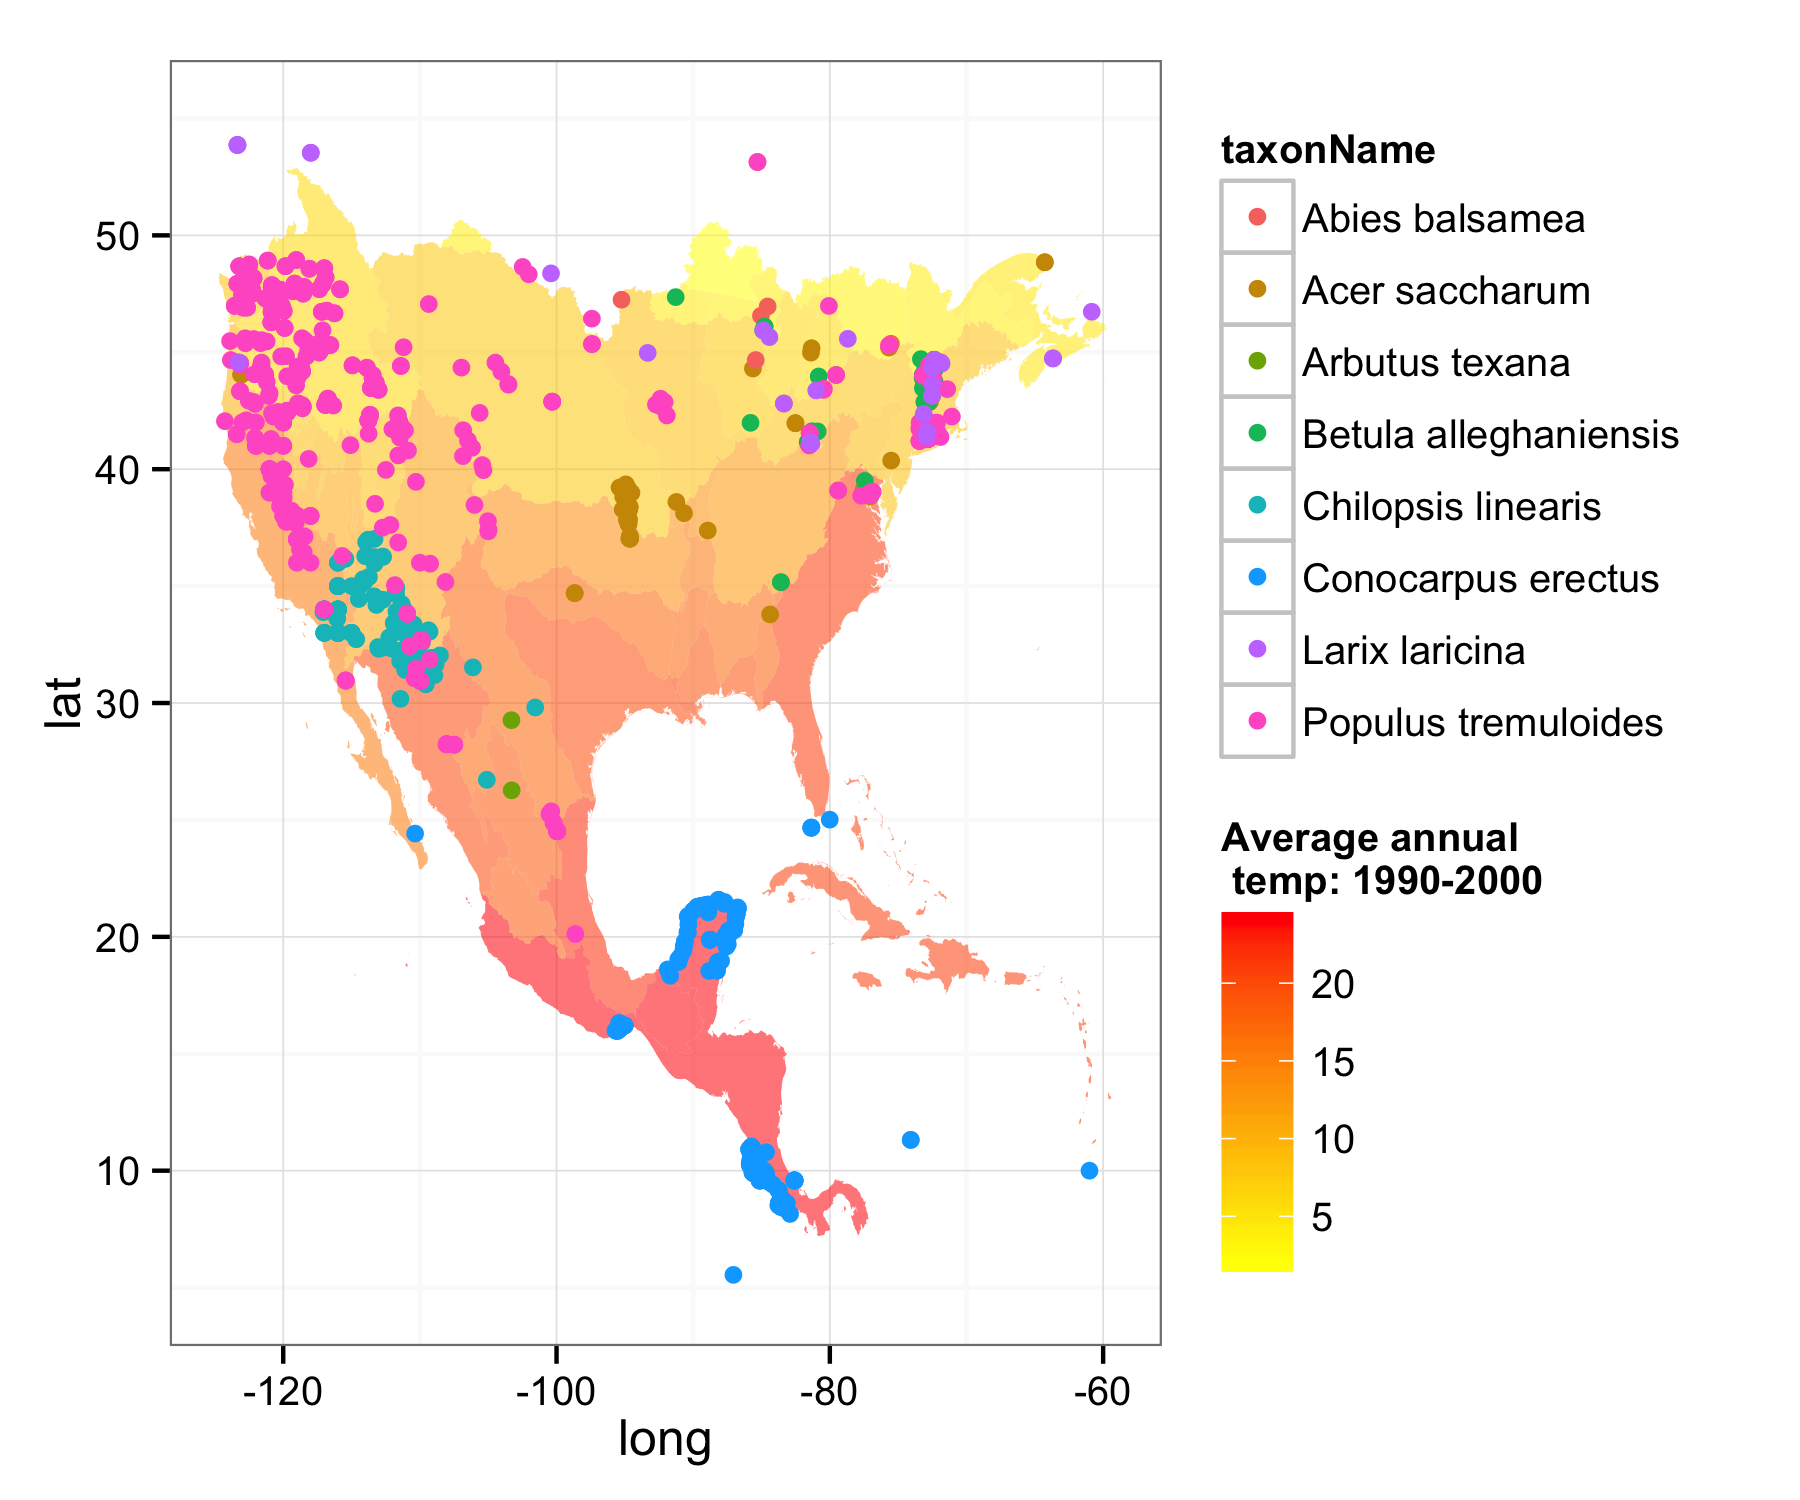 50
40
30
20
10
lat
-120
-100
-80
-60
long
taxonName
Abies balsamea
Acer saccharum
Arbutus texana
Betula alleghaniensis
Chilopsis linearis
Conocarpus erectus
Larix laricina
Populus tremuloides
Average annual
temp: 1990-2000
20
15
10
5